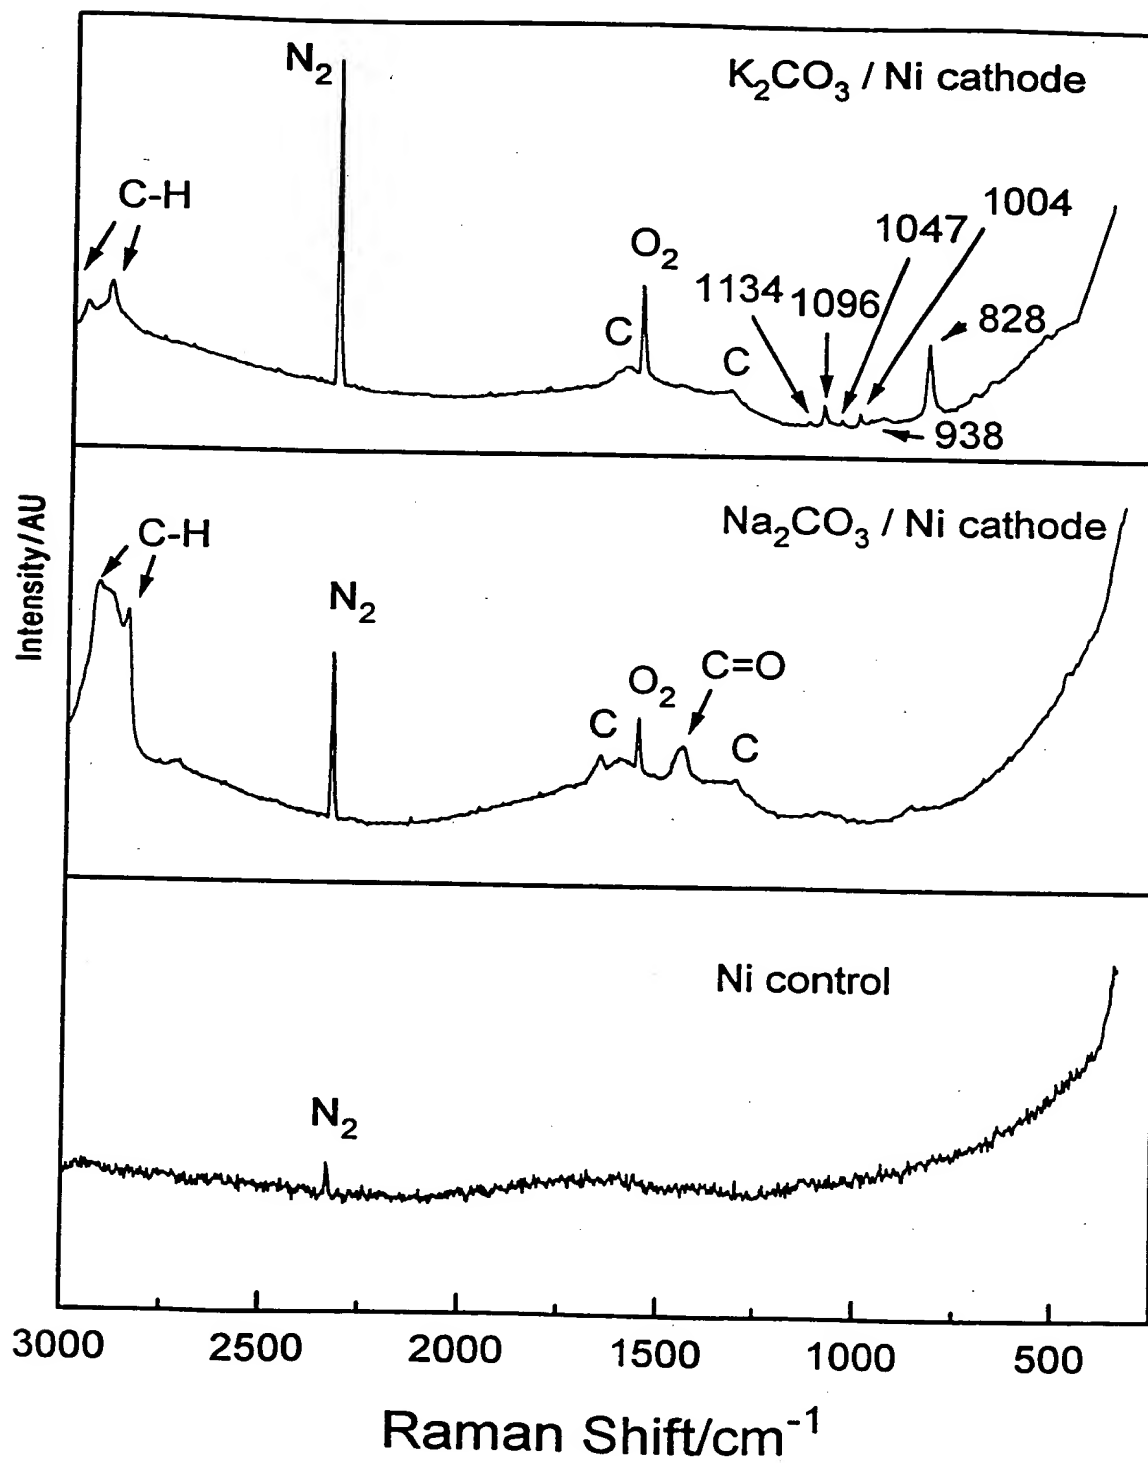 N₂
K₂CO₃ / Ni cathode
C-H
1004
1047
O₂
1134
1096
828
C
C
938
Intensity/AU
C-H
Na₂CO₃ / Ni cathode
N₂
C=O
O₂
C
C
Ni control
N₂
3000 2500 2000 1500 1000 500
Raman Shift/cm⁻¹